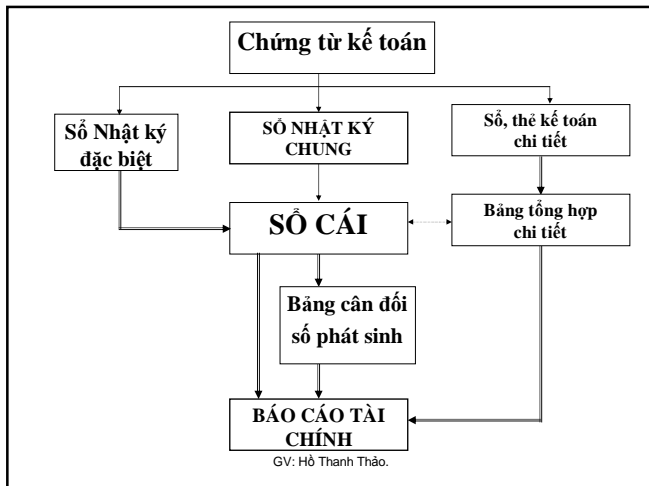 Chứng từ kế toán
Sổ Nhật ký
đặc biệt
SỔ NHẬT KÝ
CHUNG
Sổ, thẻ kế toán
chi tiết
SỔ CÁI
Bảng tổng hợp
chi tiết
Bảng cân đối
số phát sinh
BÁO CÁO TÀI
CHÍNH
GV: Hồ Thanh Thảo.